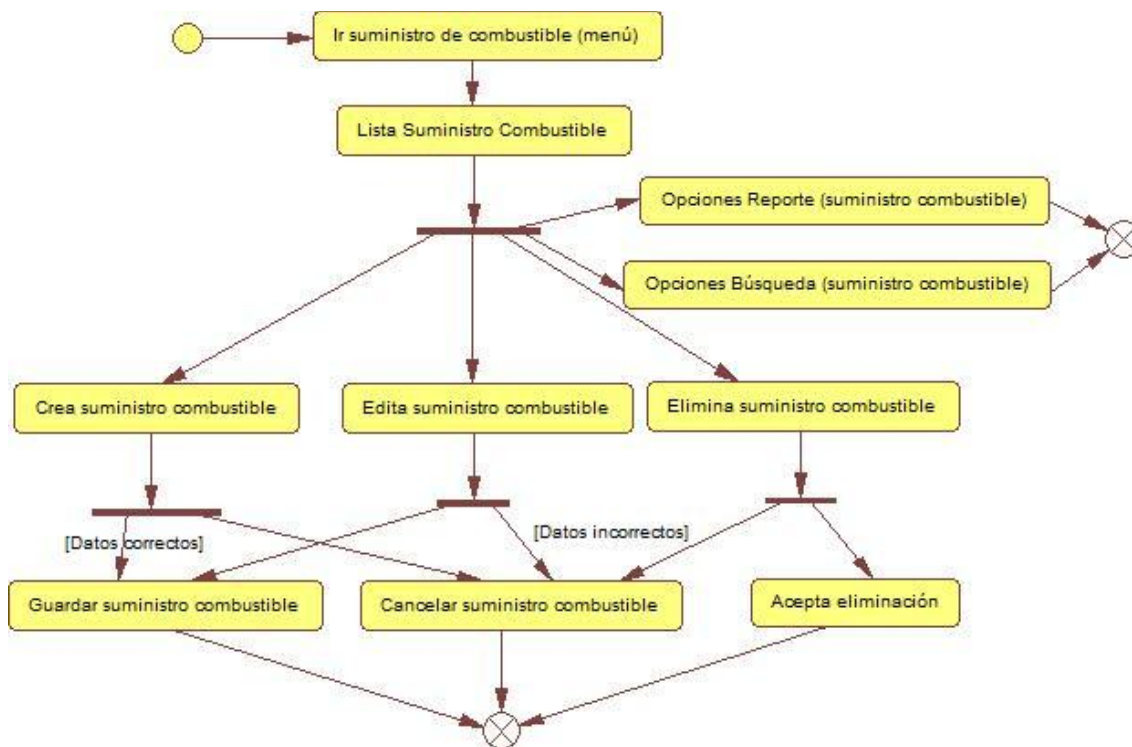 Ir suministro de combustible (menú)
Lista Suministro Combustible
Opciones Reporte (suministro combustible)
Opciones Búsqueda (suministro combustible)
Crea suministro combustible
Edita suministro combustible
Elimina suministro combustible
[Datos correctos]
[Datos incorrectos]
Guardar suministro combustible
Cancelar suministro combustible
Acepta eliminación